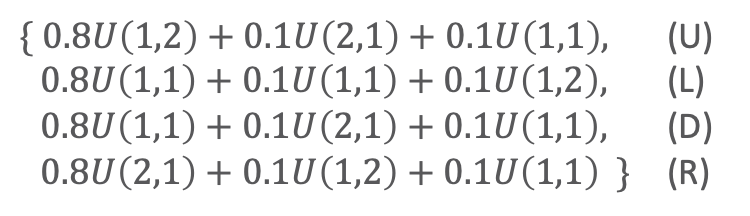 { 0.8U(1,2) + 0.1U(2,1) + 0.1U(1,1), (U)
0.8U(1,1) + 0.1U(1,1) + 0.1U(1,2), (L)
0.8U(1,1) + 0.1U(2,1) + 0.1U(1,1), (D)
0.8U(2,1) + 0.1U(1,2) + 0.1U(1,1) } (R)